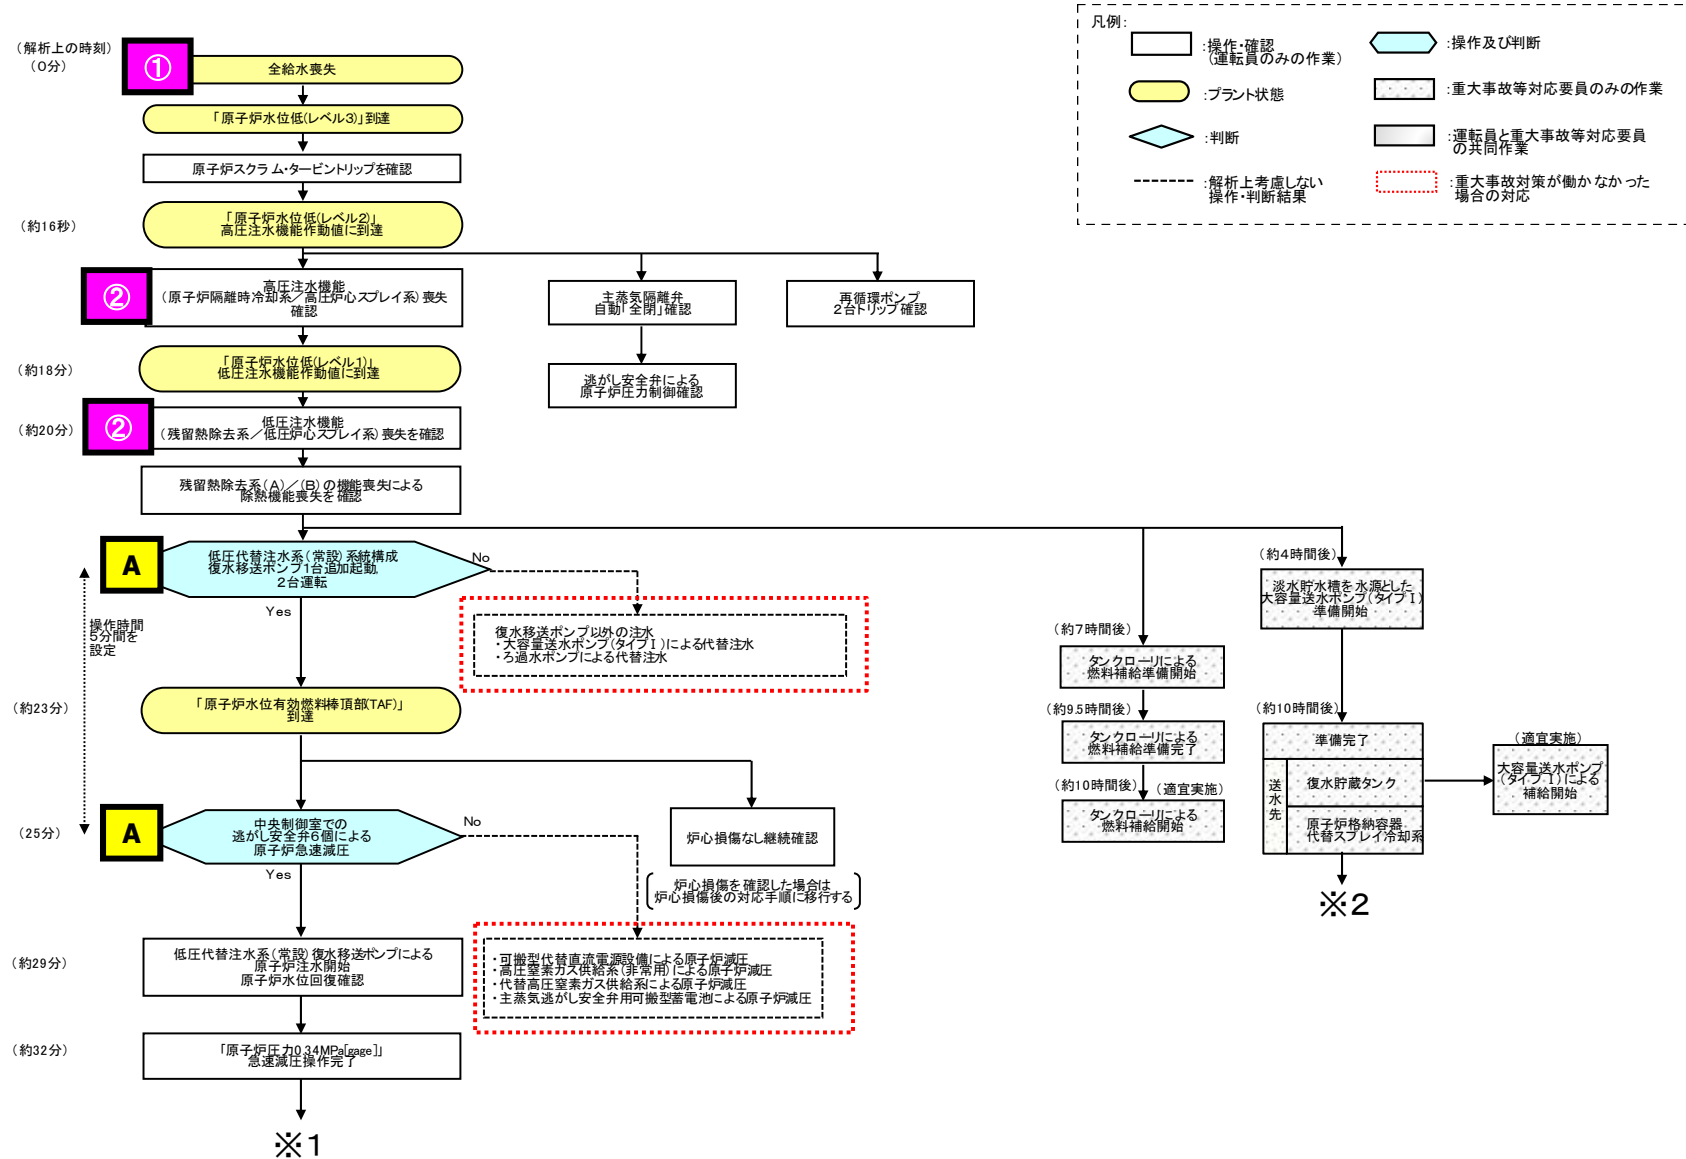 凡例:
:操作・確認
(運転員のみの作業)
:操作及び判断
:プラント状態
:重大事故等対応要員のみの作業
:判断
:運転員と重大事故等対応要員
の共同作業
:解析上考慮しない
操作・判断結果
:重大事故対策が働かなかった
場合の対応
(解析上の時刻)
(0分)
①
全給水喪失
「原子炉水位低(レベル3)」到達
原子炉スクラム・タービントリップを確認
(約16秒)
「原子炉水位低(レベル2)」
高圧注水機能作動値に到達
②
高圧注水機能
(原子炉隔離時冷却系/高圧炉心スプレイ系)喪失
確認
主蒸気隔離弁
自動「全閉」確認
再循環ポンプ
2台トリップ確認
(約18分)
「原子炉水位低(レベル1)」
低圧注水機能作動値に到達
逃がし安全弁による
原子炉圧力制御確認
(約20分)
②
低圧注水機能
(残留熱除去系/低圧炉心スプレイ系)喪失を確認
残留熱除去系(A)/(B)の機能喪失による
除熱機能喪失を確認
A
低圧代替注水系(常設)系統構成
復水移送ポンプ1台追加起動、
2台運転
No
Yes
操作時間
5分間を
設定
復水移送ポンプ以外の注水
・大容量送水ポンプ(タイプⅠ)による代替注水
・ろ過水ポンプによる代替注水
(約4時間後)
淡水貯水槽を水源とした
大容量送水ポンプ(タイプⅠ)
準備開始
(約7時間後)
タンクローリによる
燃料補給準備開始
(約23分)
「原子炉水位有効燃料棒頂部(TAF)」
到達
(約9.5時間後)
タンクローリによる
燃料補給準備完了
(約10時間後)
準備完了
送水先
復水貯蔵タンク
原子炉格納容器
代替スプレイ冷却系
(適宜実施)
大容量送水ポンプ
(タイプⅠ)による
補給開始
(約10時間後)
(適宜実施)
タンクローリによる
燃料補給開始
※2
(25分)
A
中央制御室での
逃がし安全弁6個による
原子炉急速減圧
No
Yes
炉心損傷なし継続確認
炉心損傷を確認した場合は
炉心損傷後の対応手順に移行する
(約29分)
低圧代替注水系(常設)復水移送ポンプによる
原子炉注水開始
原子炉水位回復確認
・可搬型代替直流電源設備による原子炉減圧
・高圧窒素ガス供給系(非常用)による原子炉減圧
・代替高圧窒素ガス供給系による原子炉減圧
・主蒸気逃がし安全弁用可搬型蓄電池による原子炉減圧
(約32分)
「原子炉圧力0.34MPa[gage]」
急速減圧操作完了
※1